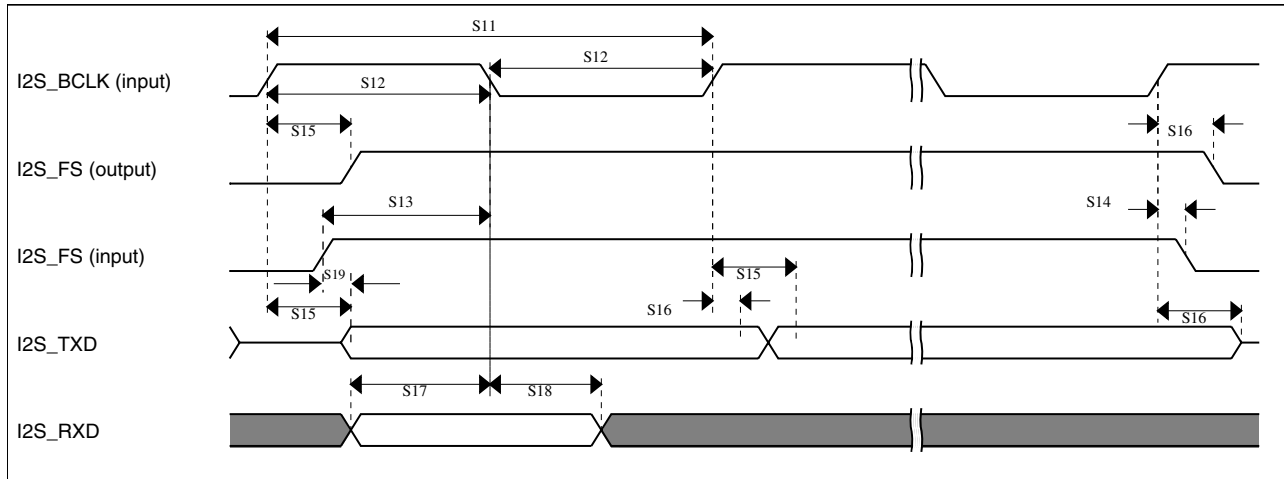 S11
I2S_BCLK (input)
S12
S12
S15
S16
I2S_FS (output)
S13
S14
I2S_FS (input)
S19
S15
S15
S16
S16
I2S_TXD
S17
S18
I2S_RXD